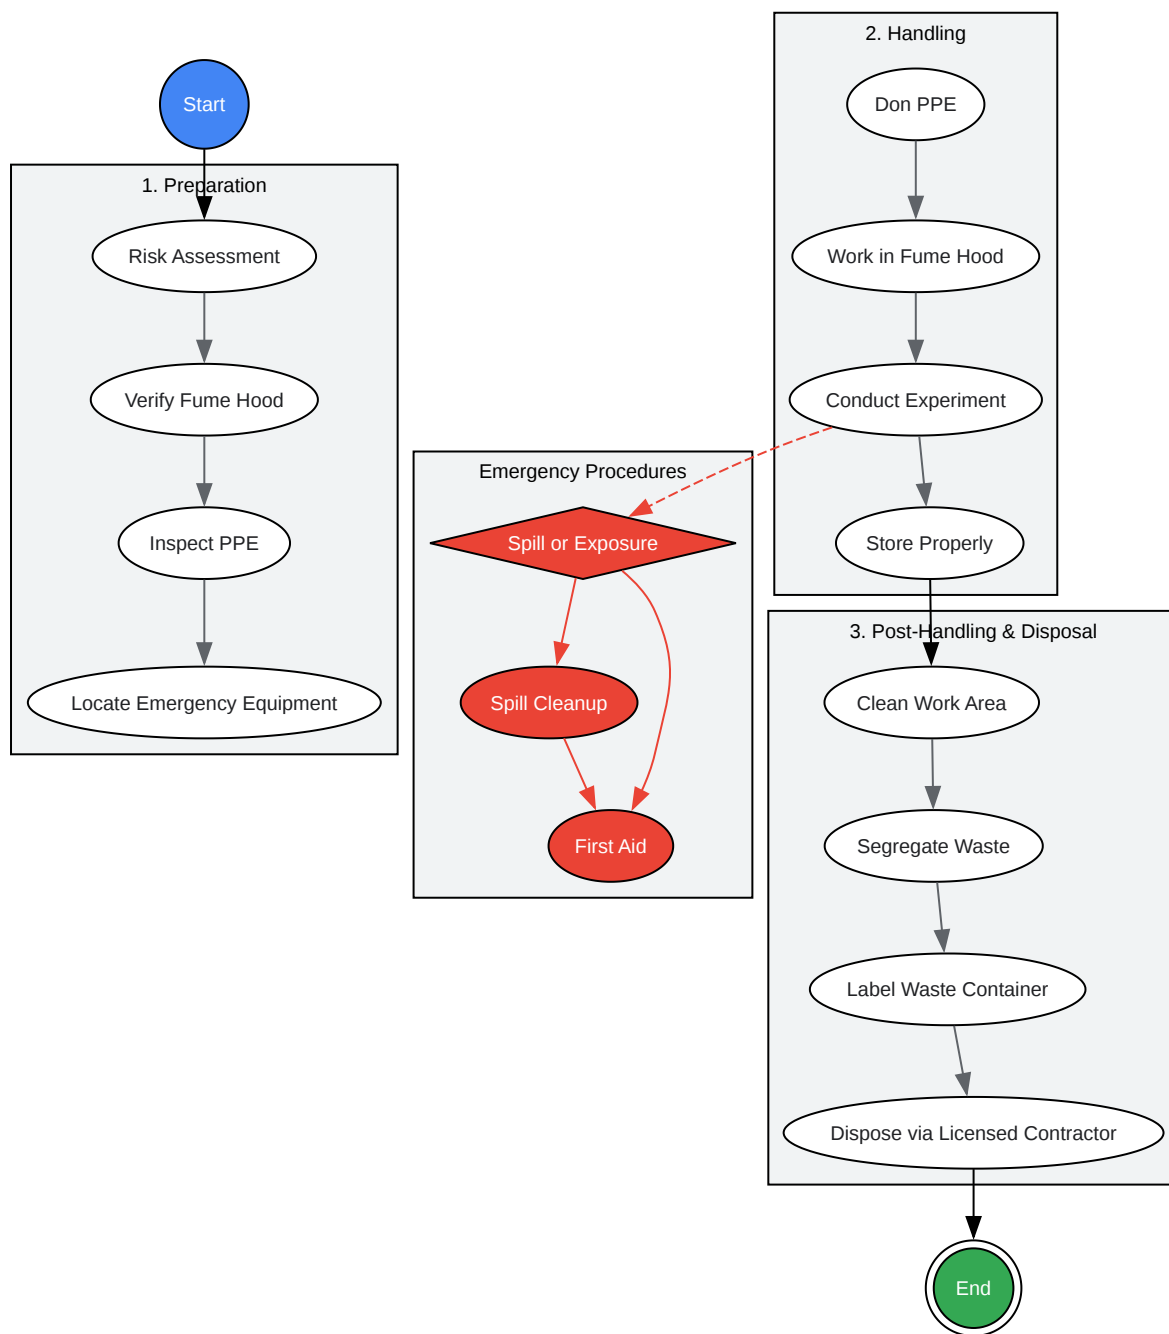 Start
1. Preparation
Risk Assessment
Verify Fume Hood
Inspect PPE
Locate Emergency Equipment
2. Handling
Don PPE
Work in Fume Hood
Conduct Experiment
Store Properly
Emergency Procedures
Spill or Exposure
Spill Cleanup
First Aid
3. Post-Handling & Disposal
Clean Work Area
Segregate Waste
Label Waste Container
Dispose via Licensed Contractor
End